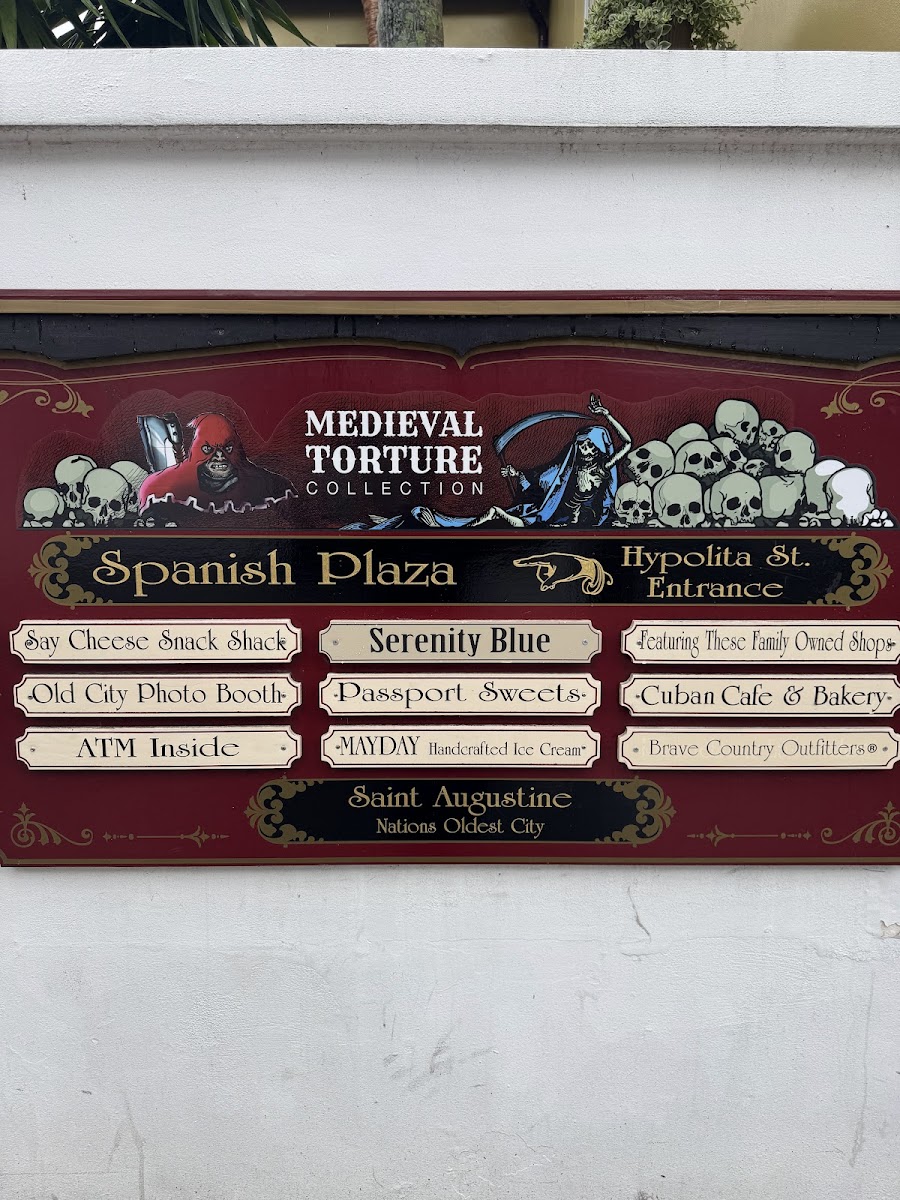 MEDIEVAL
TORTURE
COLLECTION
Spanish Plaza
Hypolita St.
Entrance
Say Cheese Snack Shack
Serenity Blue
Featuring These Family Owned Shops
Old City Photo Booth
Passport Sweets
Cuban Cafe & Bakery
ATM Inside
MAYDAY Handcrafted Ice Cream
Brave Country Outfitters®
Saint Augustine
Nations Oldest City